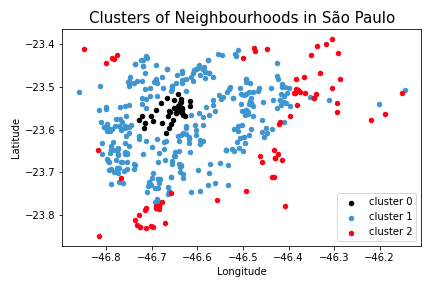 Clusters of Neighbourhoods in São Paulo
−23.4
−23.5
−23.6
−23.7
−23.8
Latitude
cluster 0
cluster 1
cluster 2
−46.8 −46.7 −46.6 −46.5 −46.4 −46.3 −46.2
Longitude